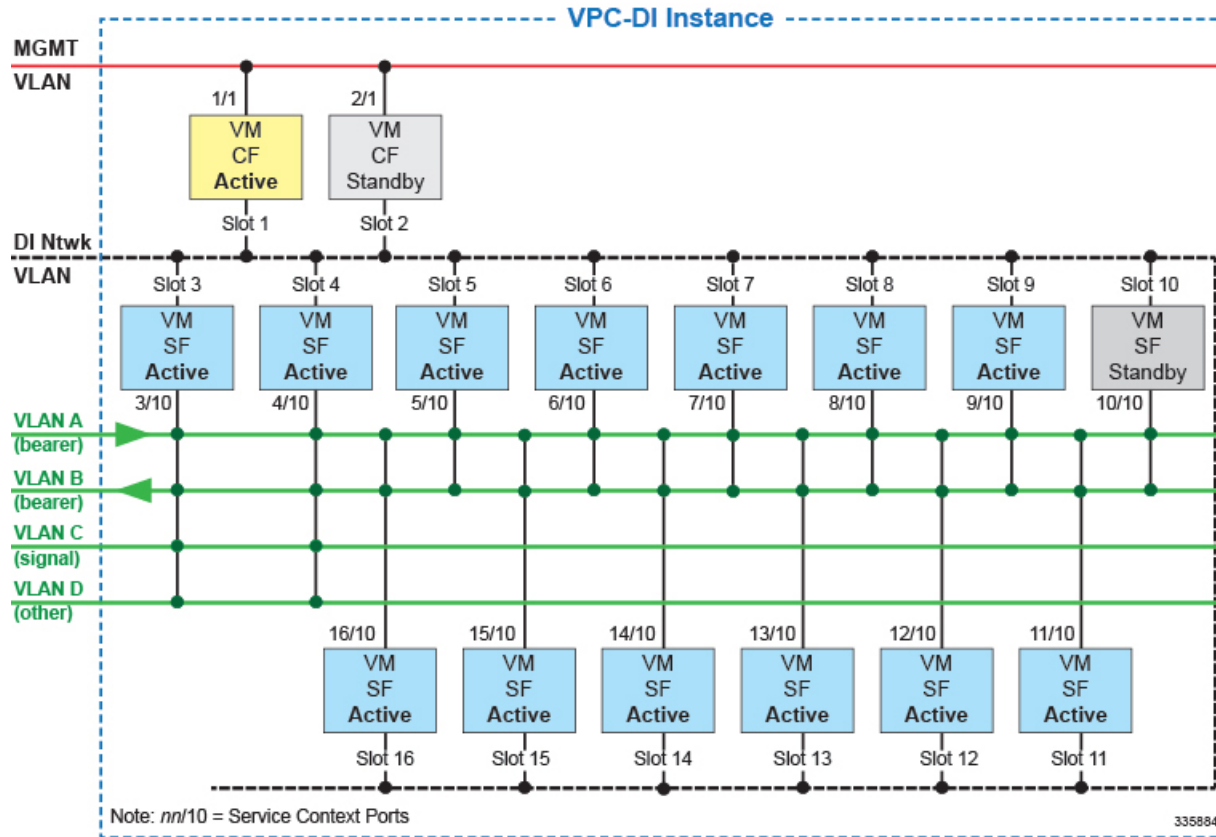 VPC-DI Instance
MGMT
VLAN
1/1
2/1
VM
CF
Active
VM
CF
Standby
Slot 1
Slot 2
DI Ntwk
VLAN
Slot 3
Slot 4
Slot 5
Slot 6
Slot 7
Slot 8
Slot 9
Slot 10
VM
SF
Active
VM
SF
Active
VM
SF
Active
VM
SF
Active
VM
SF
Active
VM
SF
Active
VM
SF
Active
VM
SF
Standby
3/10
4/10
5/10
6/10
7/10
8/10
9/10
10/10
VLAN A
(bearer)
VLAN B
(bearer)
VLAN C
(signal)
VLAN D
(other)
16/10
15/10
14/10
13/10
12/10
11/10
VM
SF
Active
VM
SF
Active
VM
SF
Active
VM
SF
Active
VM
SF
Active
VM
SF
Active
Slot 16
Slot 15
Slot 14
Slot 13
Slot 12
Slot 11
Note: nn/10 = Service Context Ports
335884